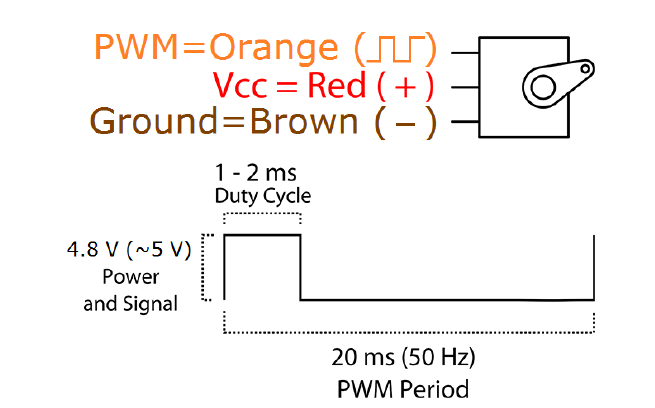 PWM=Orange (⎍⎍)
Vcc = Red ( + )
Ground=Brown ( – )
1 - 2 ms
Duty Cycle
4.8 V (~5 V)
Power
and Signal
20 ms (50 Hz)
PWM Period